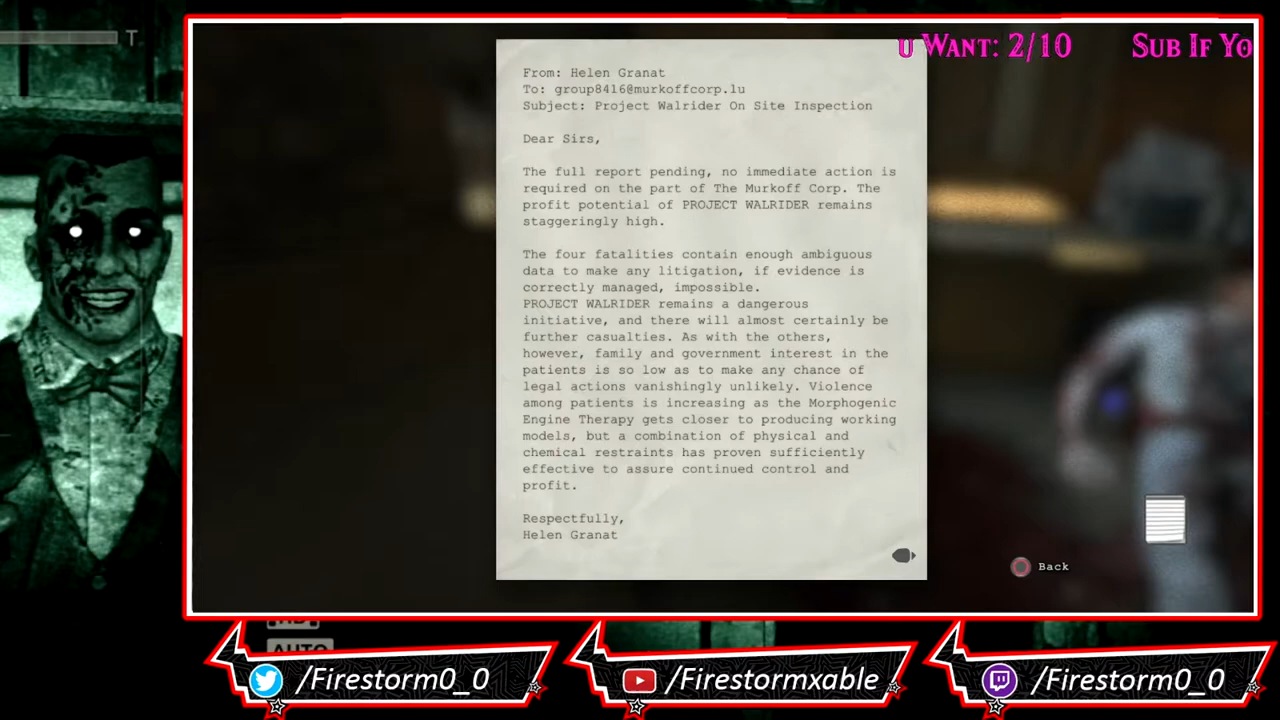 T
u Want: 2/10 Sub If Yo
From: Helen Granat
To: group8416@murkoffcorp.lu
Subject: Project Walrider On Site Inspection
Dear Sirs,
The full report pending, no immediate action is
required on the part of The Murkoff Corp. The
profit potential of PROJECT WALRIDER remains
staggeringly high.
The four fatalities contain enough ambiguous
data to make any litigation, if evidence is
correctly managed, impossible.
PROJECT WALRIDER remains a dangerous
initiative, and there will almost certainly be
further casualties. As with the others,
however, family and government interest in the
patients is so low as to make any chance of
legal actions vanishingly unlikely. Violence
among patients is increasing as the Morphogenic
Engine Therapy gets closer to producing working
models, but a combination of physical and
chemical restraints has proven sufficiently
effective to assure continued control and
profit.
Respectfully,
Helen Granat
Back
AUTO
/Firestorm0_0
/Firestormxable
/Firestorm0_0